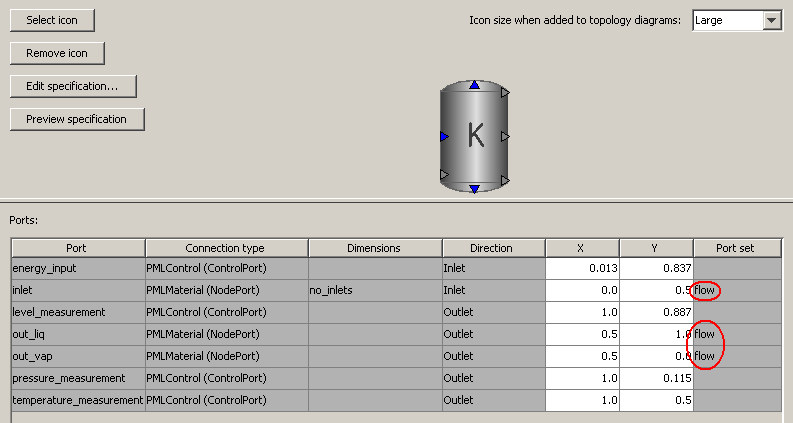 Select icon
Icon size when added to topology diagrams: Large
Remove icon
Edit specification...
Preview specification
K
Ports:
Port Connection type Dimensions Direction X Y Port set
energy_input PMLControl (ControlPort) Inlet 0.013 0.837
inlet PMLMaterial (NodePort) no_inlets Inlet 0.0 0.5 flow
level_measurement PMLControl (ControlPort) Outlet 1.0 0.887
out_liq PMLMaterial (NodePort) Outlet 0.5 1.0 flow
out_vap PMLMaterial (NodePort) Outlet 0.5 0.0 flow
pressure_measurement PMLControl (ControlPort) Outlet 1.0 0.115
temperature_measurement PMLControl (ControlPort) Outlet 1.0 0.5